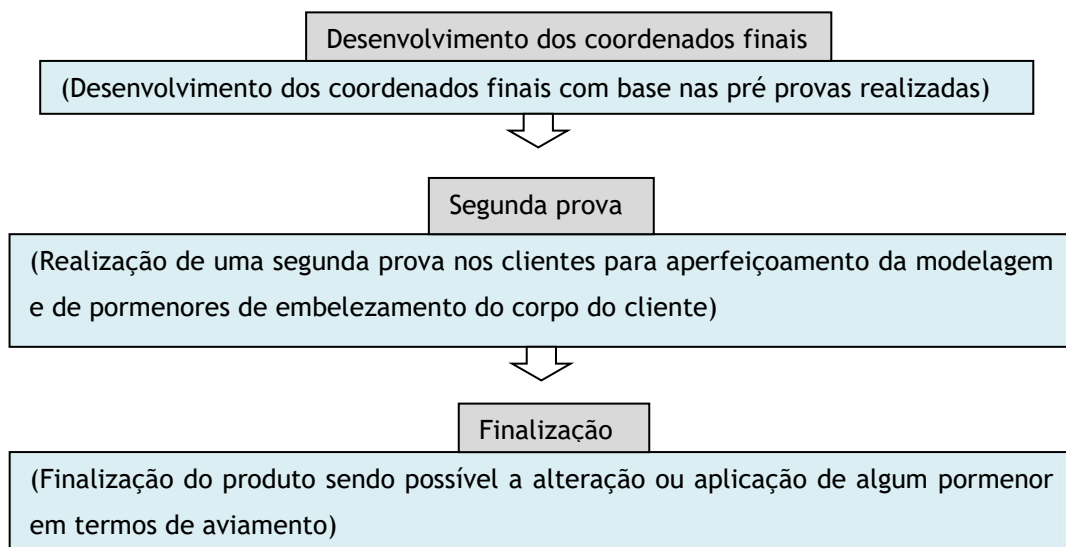 Desenvolvimento dos coordenados finais
(Desenvolvimento dos coordenados finais com base nas pré provas realizadas)
Segunda prova
(Realização de uma segunda prova nos clientes para aperfeiçoamento da modelagem
e de pormenores de embelezamento do corpo do cliente)
Finalização
(Finalização do produto sendo possível a alteração ou aplicação de algum pormenor
em termos de aviamento)